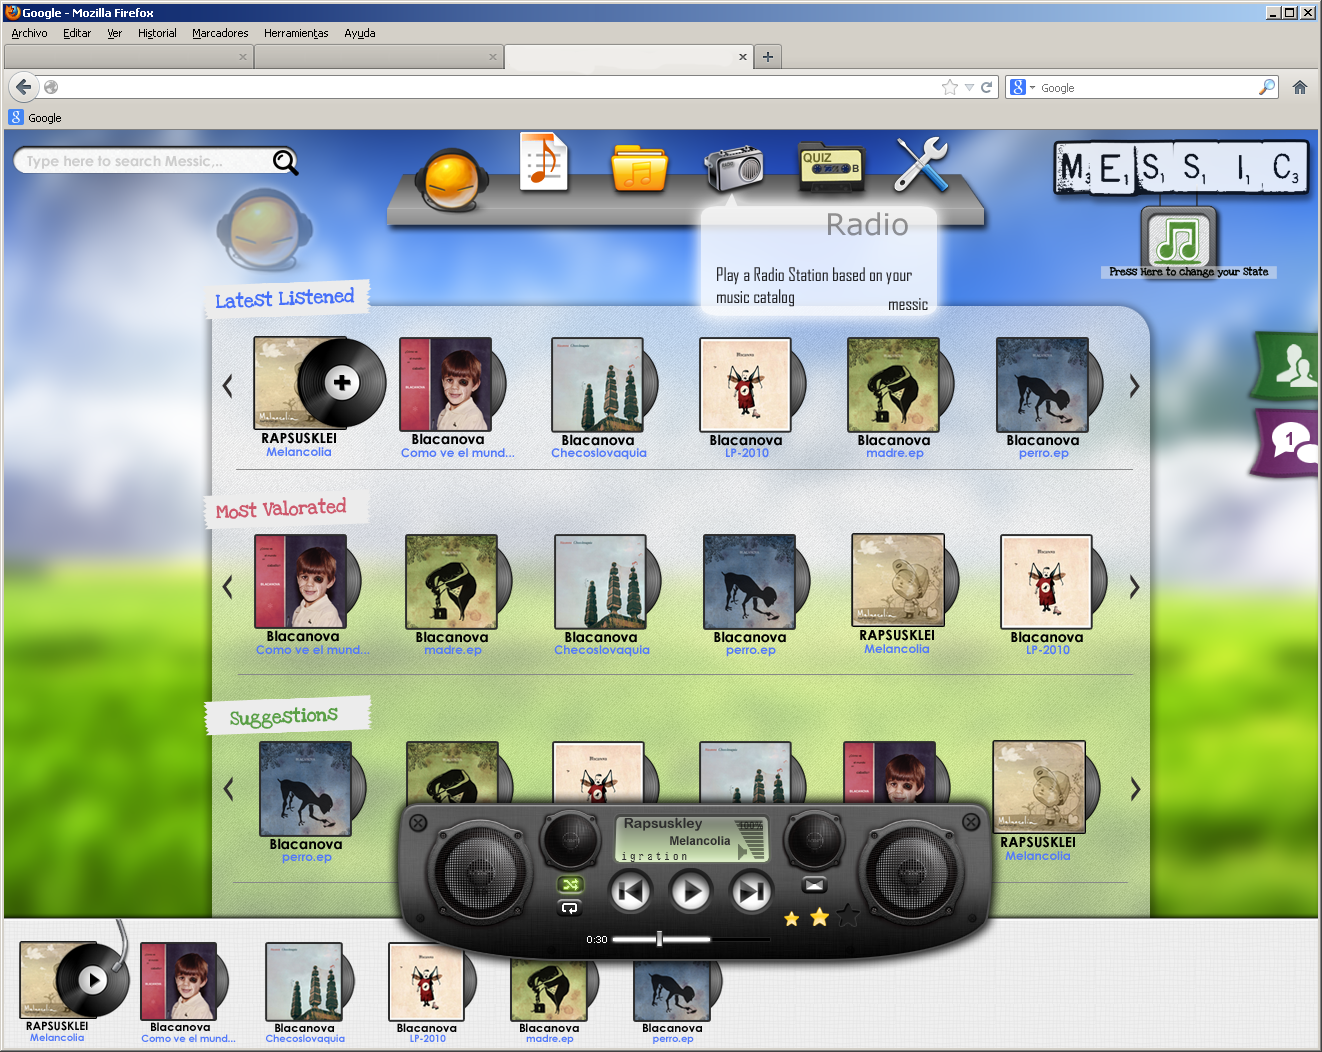 Google - Mozilla Firefox
Archivo Editar Ver Historial Marcadores Herramientas Ayuda
Google
Google
Type here to search Messic,..
QUIZ
B
MESSIC
Radio
Play a Radio Station based on your
music catalog
messic
Press Here to change your State
Latest Listened
RAPSUSKLEI
Melancolia
Blacanova
Como ve el mund...
Blacanova
Checoslovaquia
Blacanova
LP-2010
Blacanova
madre.ep
Blacanova
perro.ep
1
Most Valorated
Blacanova
Como ve el mund...
Blacanova
madre.ep
Blacanova
Checoslovaquia
Blacanova
perro.ep
RAPSUSKLEI
Melancolia
Blacanova
LP-2010
Suggestions
Blacanova
perro.ep
RAPSUSKLEI
Melancolia
Rapsuskley
100%
Melancolia
igration
0:30
RAPSUSKLEI
Melancolia
Blacanova
Como ve el mund...
Blacanova
Checoslovaquia
Blacanova
LP-2010
Blacanova
madre.ep
Blacanova
perro.ep